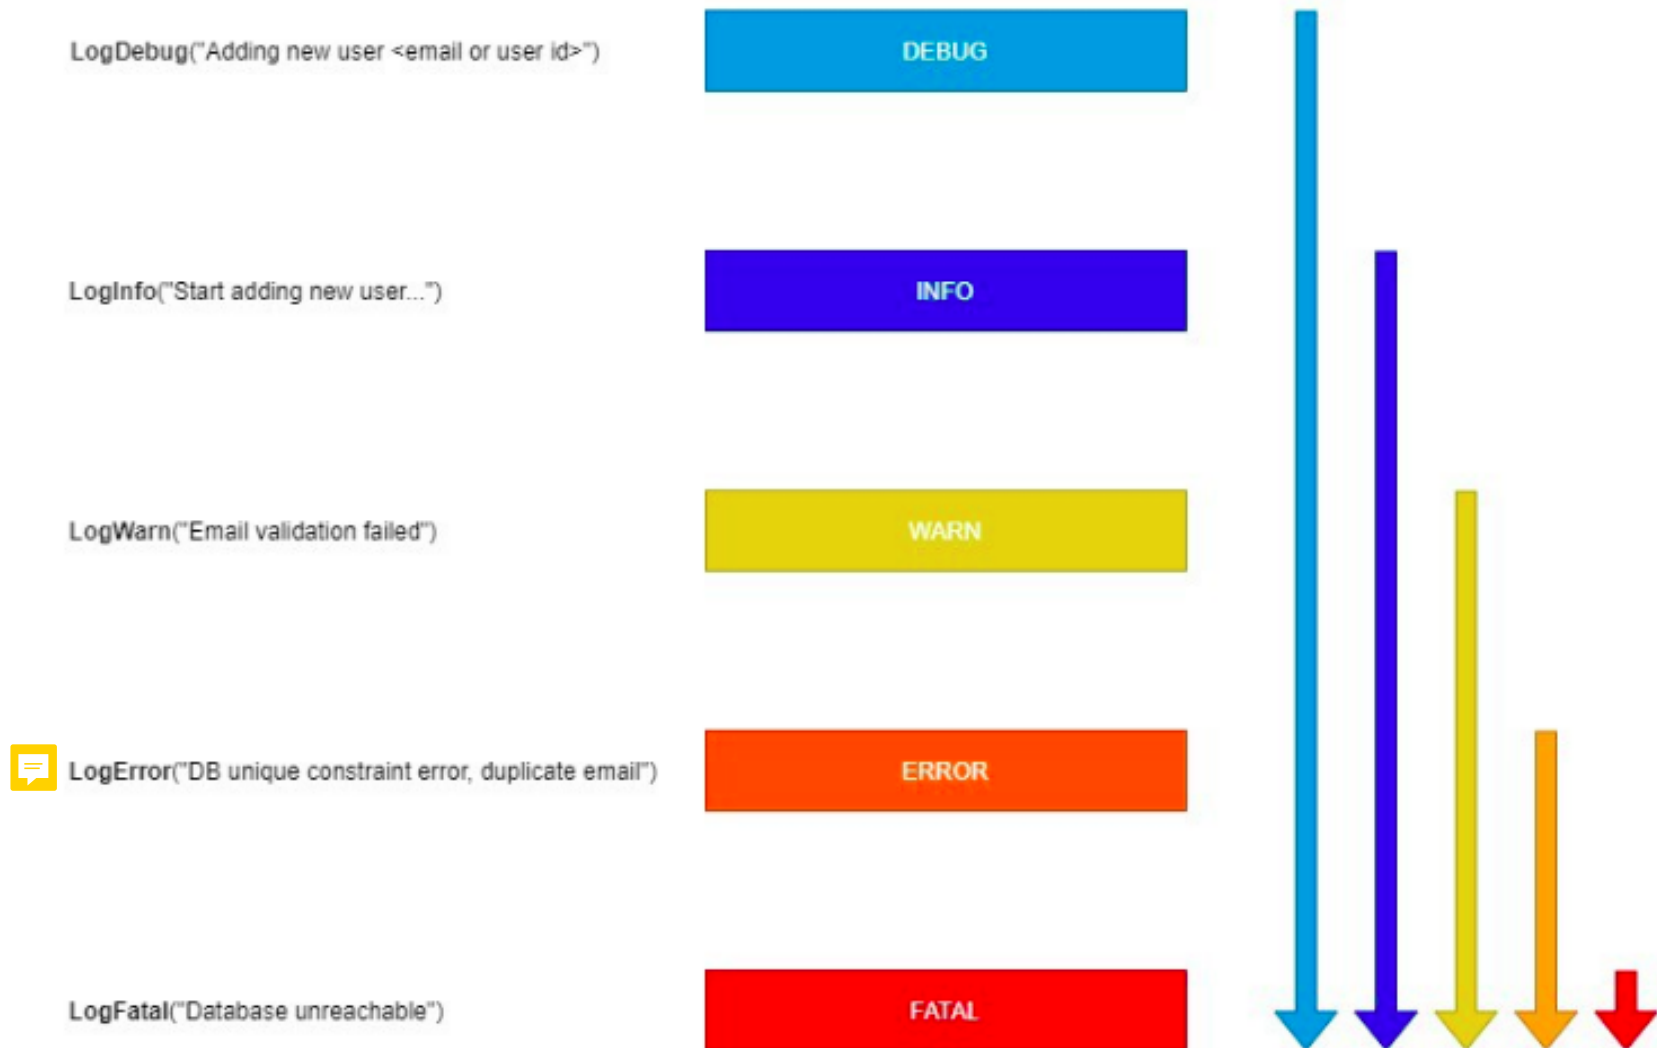 LogDebug("Adding new user <email or user id>")
DEBUG
LogInfo("Start adding new user...")
INFO
LogWarn("Email validation failed")
WARN
LogError("DB unique constraint error, duplicate email")
ERROR
LogFatal("Database unreachable")
FATAL